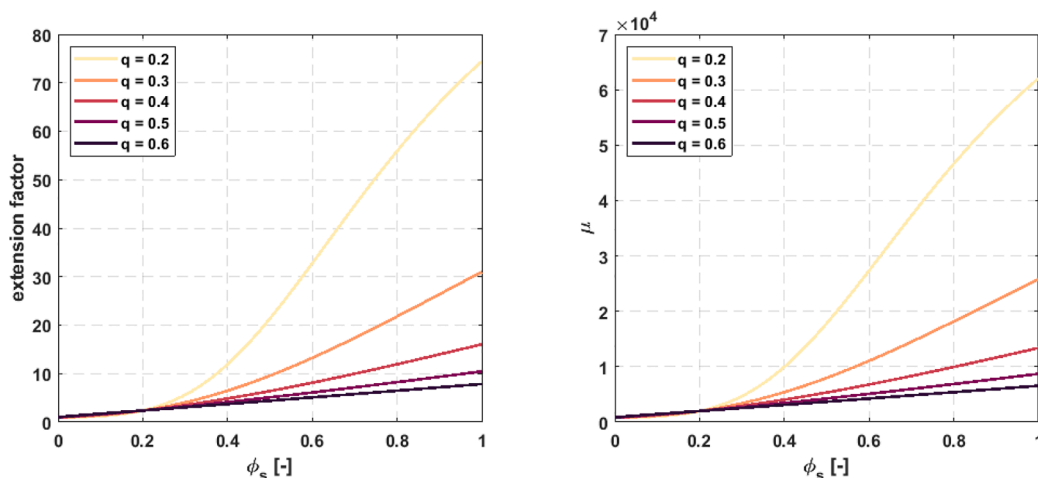 80
70
60
50
40
30
20
10
0
extension factor
q = 0.2
q = 0.3
q = 0.4
q = 0.5
q = 0.6
0 0.2 0.4 0.6 0.8 1
ϕs [-]
×10⁴
7
6
5
4
3
2
1
0
μ
q = 0.2
q = 0.3
q = 0.4
q = 0.5
q = 0.6
0 0.2 0.4 0.6 0.8 1
ϕs [-]